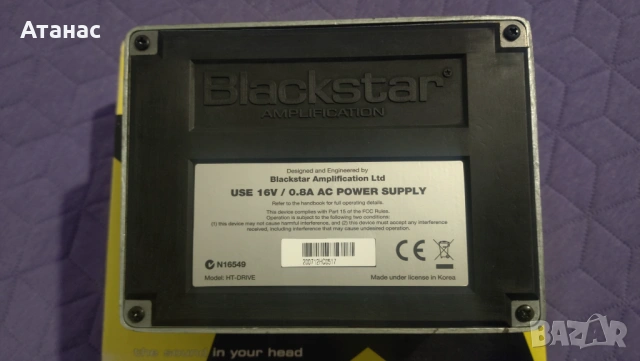 Атанас
Blackstar
AMPLIFICATION
Designed and Engineered by
Blackstar Amplification Ltd
USE 16V / 0.8A AC POWER SUPPLY
Refer to the handbook for full operating details.
This device complies with Part 15 of the FCC Rules.
Operation is subject to the following two conditions:
(1) this device may not cause harmful interference, and (2) this device must accept any interference
received, including interference that may cause undesired operation.
N16549
CE
Model: HT-DRIVE
Made under license in Korea
the sound in your head
BAZAR